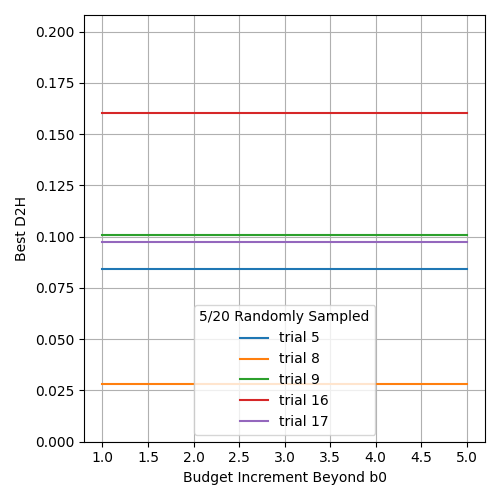 0.200
0.175
0.150
0.125
0.100
0.075
0.050
0.025
0.000
Best D2H
5/20 Randomly Sampled
trial 5
trial 8
trial 9
trial 16
trial 17
1.0 1.5 2.0 2.5 3.0 3.5 4.0 4.5 5.0
Budget Increment Beyond b0